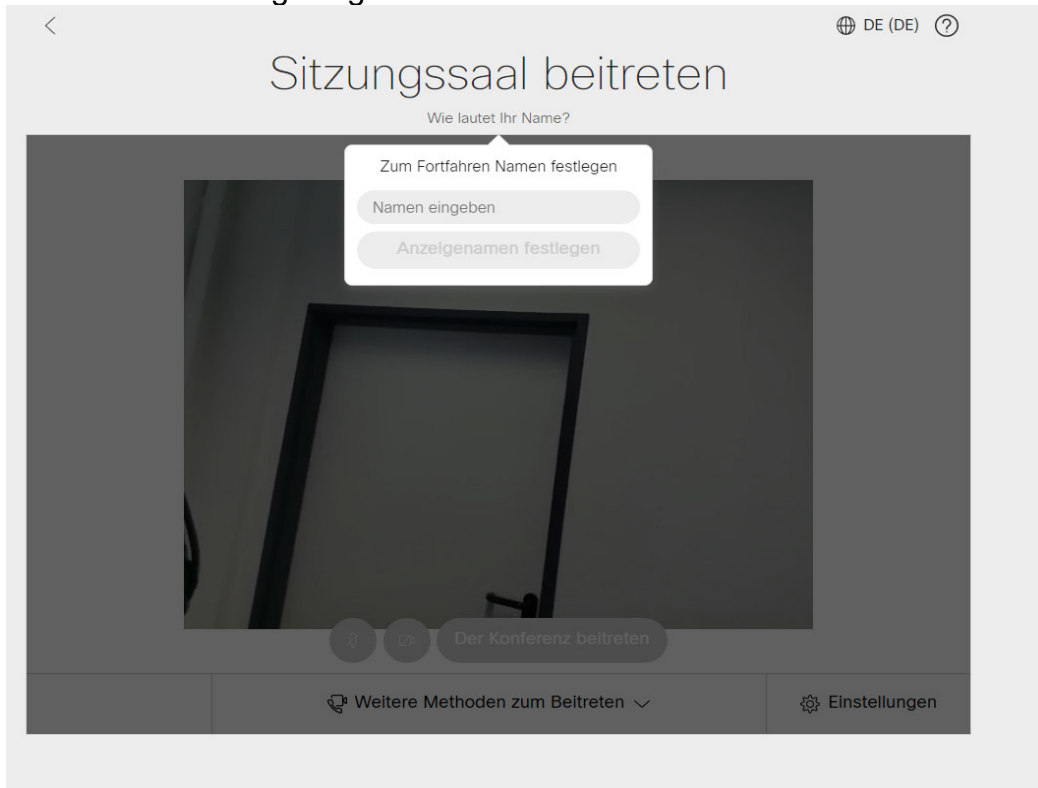 DE (DE)
Sitzungssaal beitreten
Wie lautet Ihr Name?
Zum Fortfahren Namen festlegen
Namen eingeben
Anzeigenamen festlegen
Der Konferenz beitreten
Weitere Methoden zum Beitreten
Einstellungen